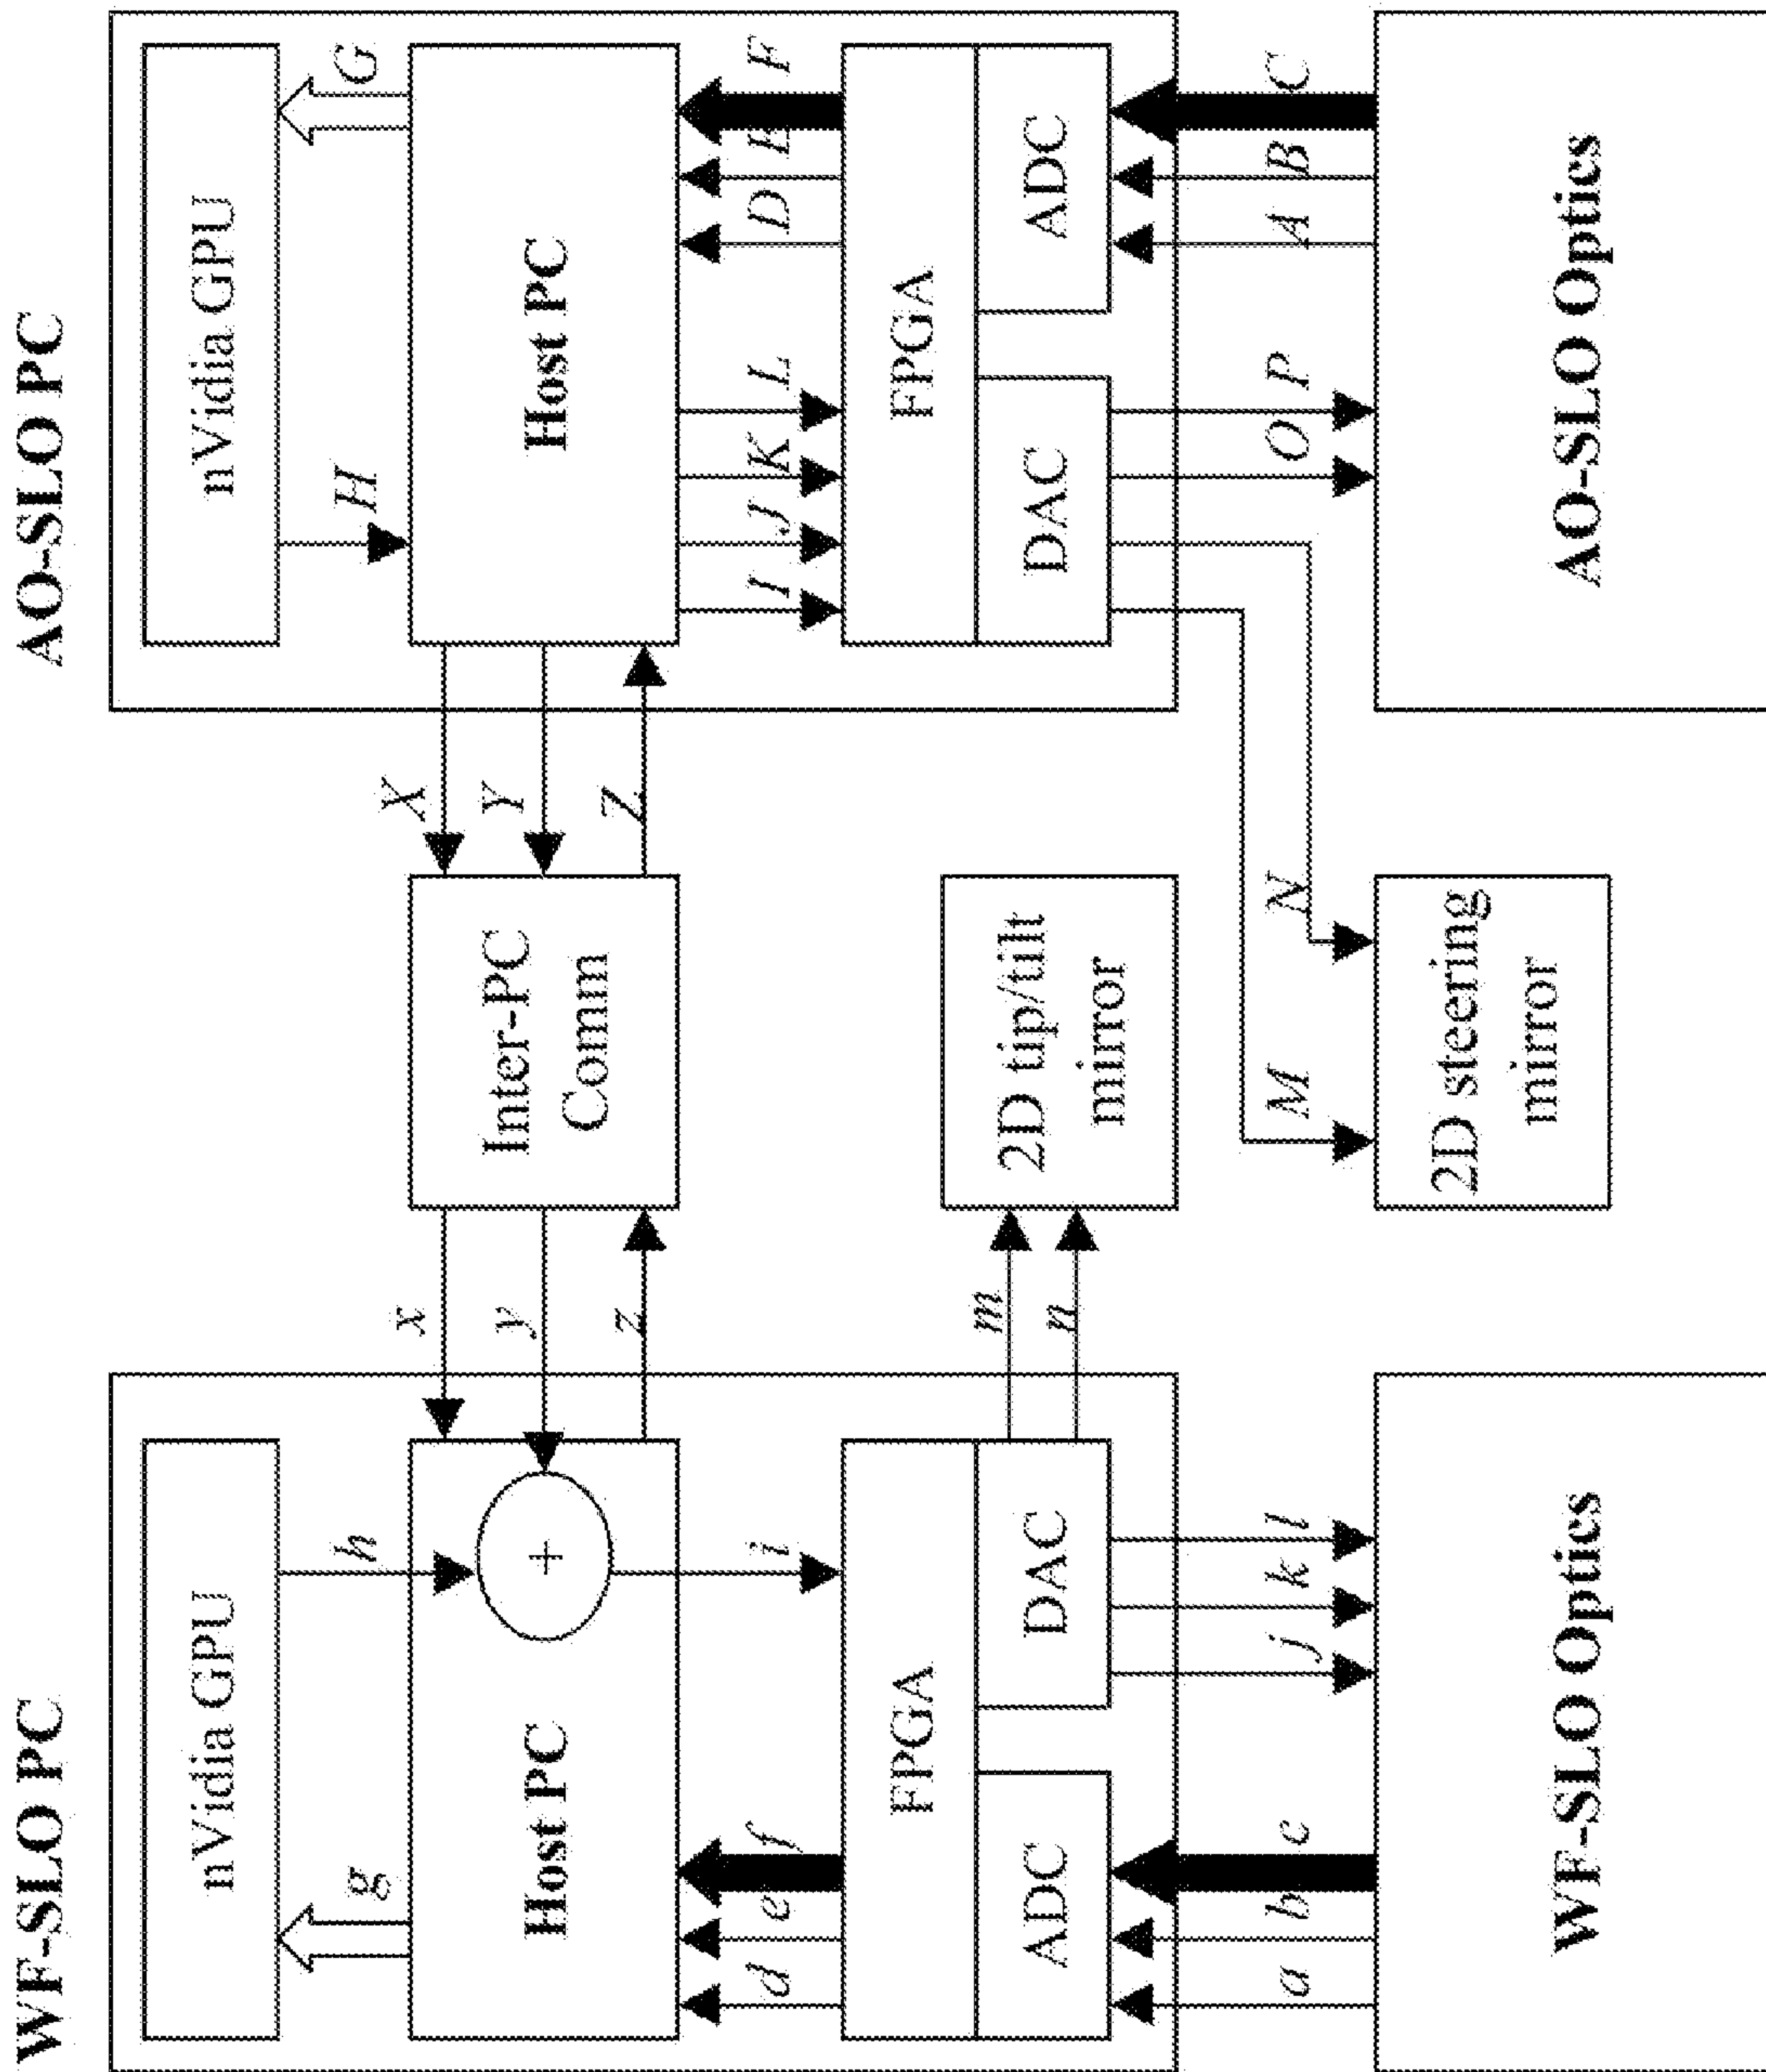 WF-SLO PC
nVidia GPU
g
h
Host PC
+
d
e
f
i
FPGA
ADC
DAC
a
b
c
j
k
l
WF-SLO Optics
x
y
z
Inter-PC
Comm
m
n
2D tip/tilt
mirror
M
N
2D steering
mirror
X
Y
Z
AO-SLO PC
nVidia GPU
H
G
Host PC
I
J
K
L
D
E
F
FPGA
DAC
ADC
O
P
A
B
C
AO-SLO Optics